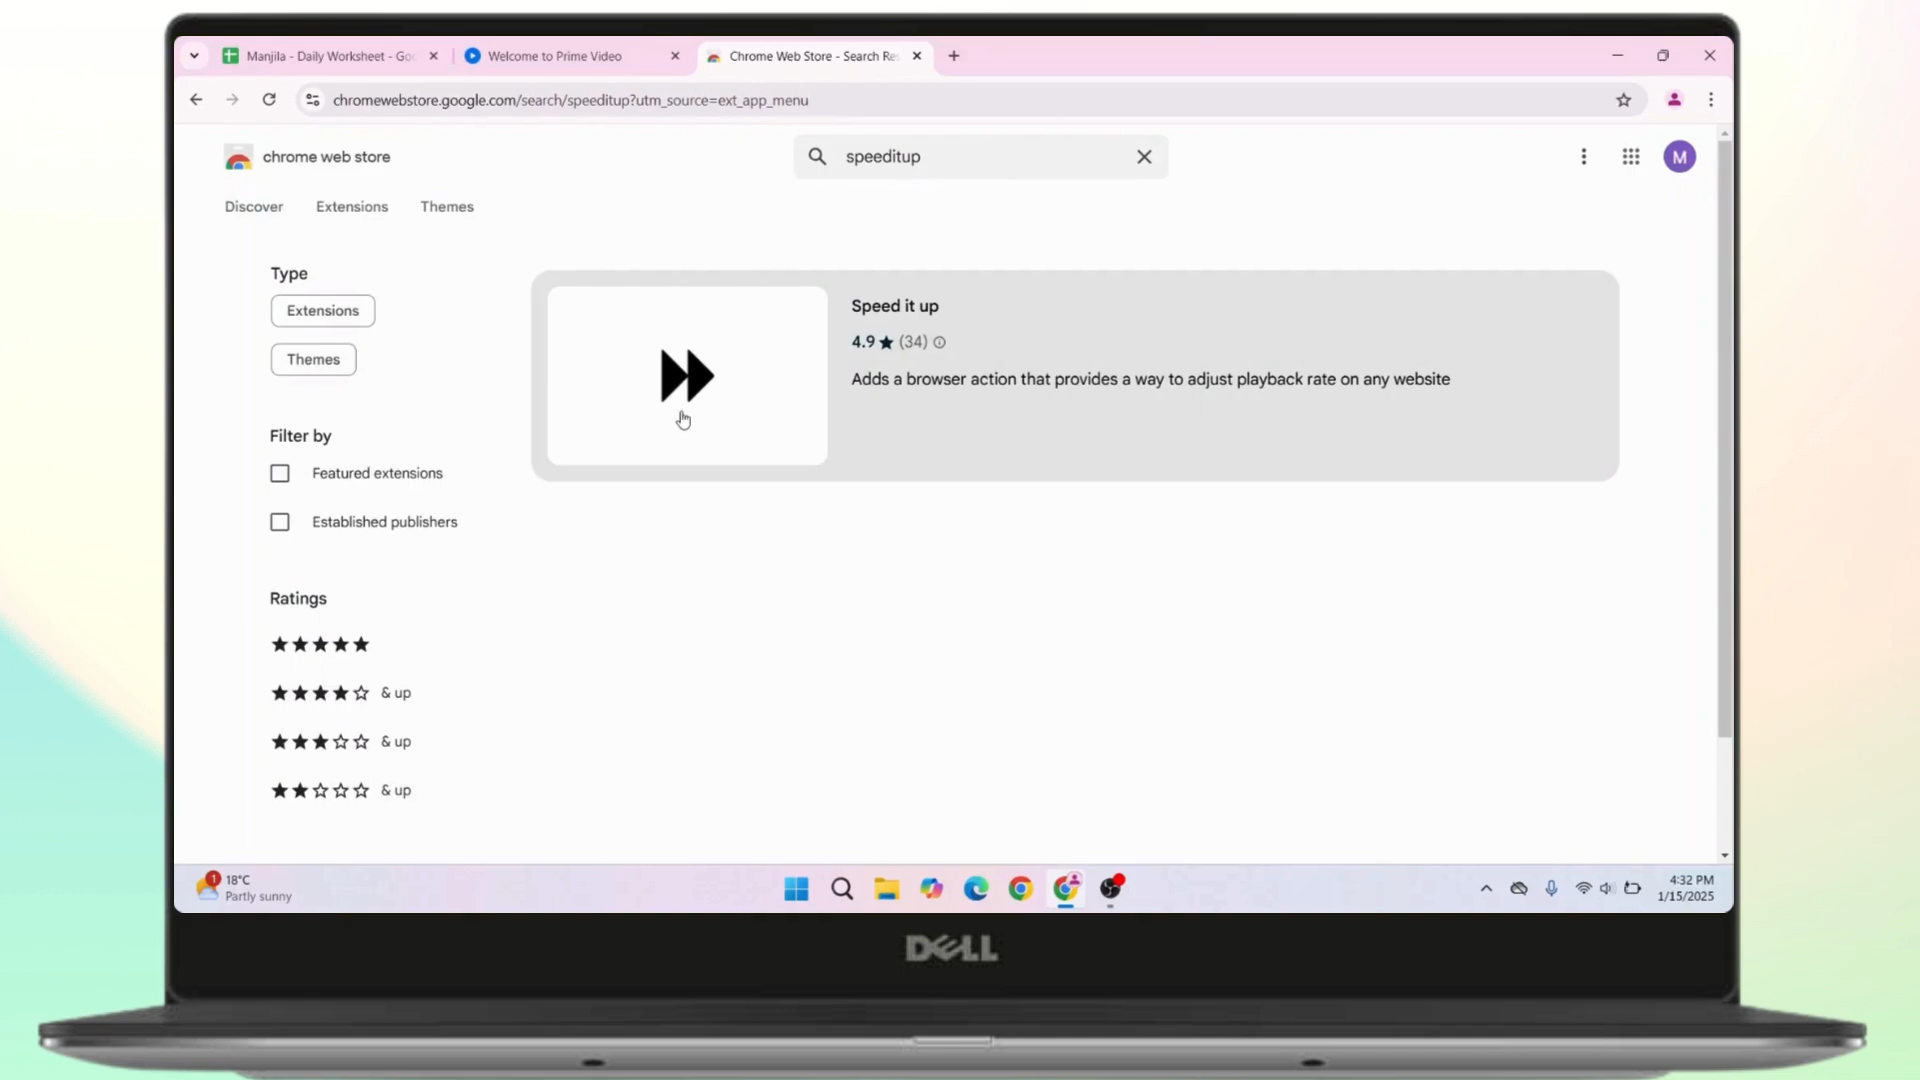 Manjila - Daily Worksheet - Goo
Welcome to Prime Video
Chrome Web Store - Search Res
chromewebstore.google.com/search/speeditup?utm_source=ext_app_menu
chrome web store
speeditup
M
Discover
Extensions
Themes
Type
Extensions
Themes
Filter by
Featured extensions
Established publishers
Ratings
& up
& up
& up
Speed it up
4.9 ★ (34)
Adds a browser action that provides a way to adjust playback rate on any website
1
18°C
Partly sunny
4:32 PM
1/15/2025
DELL